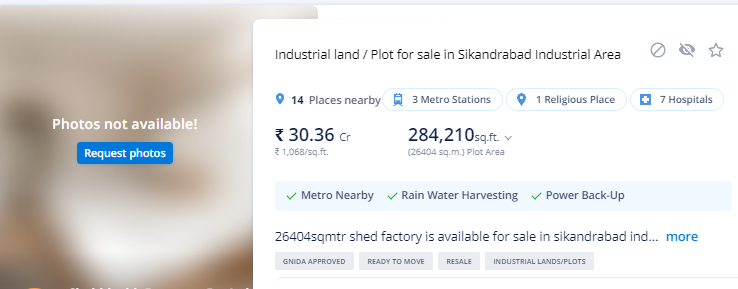 Industrial land / Plot for sale in Sikandrabad Industrial Area
14 Places nearby 3 Metro Stations 1 Religious Place 7 Hospitals
Photos not available!
Request photos
₹ 30.36 Cr
₹ 1,068/sq.ft.
284,210sq.ft.
(26404 sq.m.) Plot Area
Metro Nearby Rain Water Harvesting Power Back-Up
26404sqmtr shed factory is available for sale in sikandrabad ind... more
GNIDA APPROVED READY TO MOVE RESALE INDUSTRIAL LANDS/PLOTS